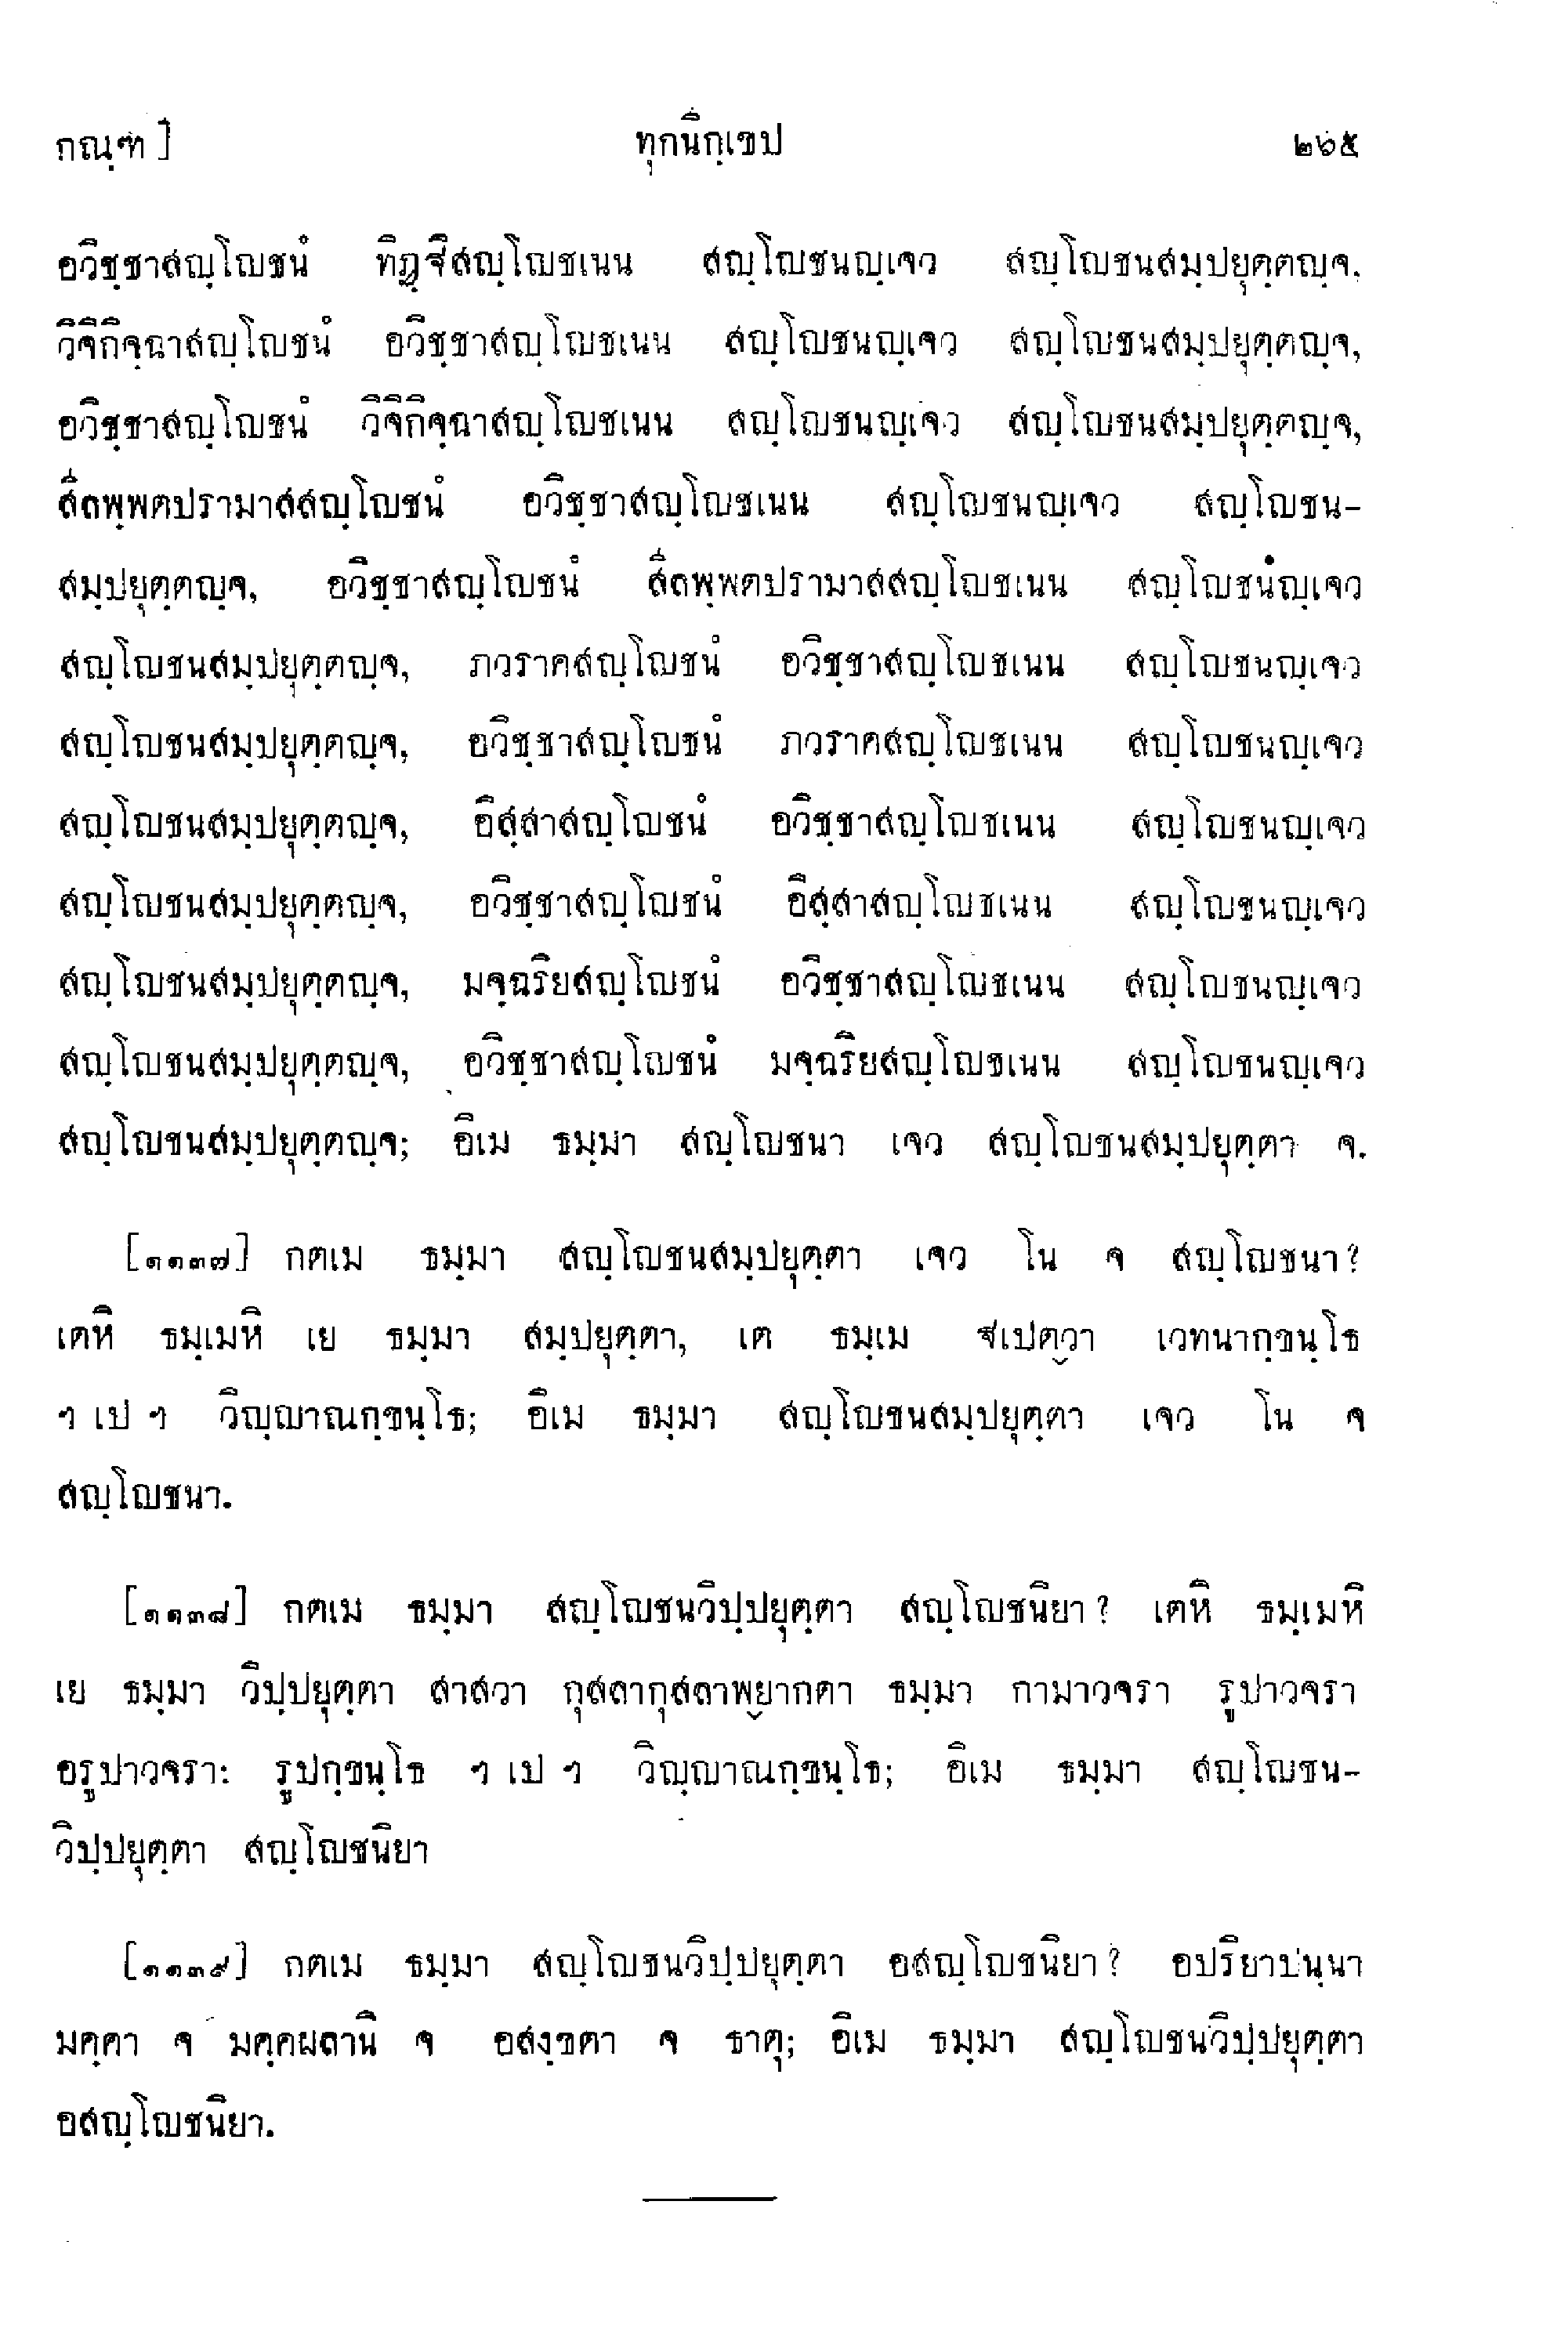 กณฺฑํ ]	ทุกนิกฺเขป	๒๖๕
อวิชฺชาสญฺโญชนํ ทิฏฺฐิสญฺโญชเนน สญฺโญชนญฺเจว สญฺโญชนสมฺปยุตฺตญฺจ.
วิจิกิจฺฉาสญฺโญชนํ อวิชฺชาสญฺโญชเนน สญฺโญชนญฺเจว สญฺโญชนสมฺปยุตฺตญฺจ,
อวิชฺชาสญฺโญชนํ วิจิกิจฺฉาสญฺโญชเนน สญฺโญชนญฺเจว สญฺโญชนสมฺปยุตฺตญฺจ,
สีลพฺพตปรามาสสญฺโญชนํ อวิชฺชาสญฺโญชเนน สญฺโญชนญฺเจว สญฺโญชน-
สมฺปยุตฺตญฺจ, อวิชฺชาสญฺโญชนํ สีลพฺพตปรามาสสญฺโญชเนน สญฺโญชนญฺเจว
สญฺโญชนสมฺปยุตฺตญฺจ, ภวราคสญฺโญชนํ อวิชฺชาสญฺโญชเนน สญฺโญชนญฺเจว
สญฺโญชนสมฺปยุตฺตญฺจ, อวิชฺชาสญฺโญชนํ ภวราคสญฺโญชเนน สญฺโญชนญฺเจว
สญฺโญชนสมฺปยุตฺตญฺจ, อิสฺสาสญฺโญชนํ อวิชฺชาสญฺโญชเนน สญฺโญชนญฺเจว
สญฺโญชนสมฺปยุตฺตญฺจ, อวิชฺชาสญฺโญชนํ อิสฺสาสญฺโญชเนน สญฺโญชนญฺเจว
สญฺโญชนสมฺปยุตฺตญฺจ, มจฺฉริยสญฺโญชนํ อวิชฺชาสญฺโญชเนน สญฺโญชนญฺเจว
สญฺโญชนสมฺปยุตฺตญฺจ, อวิชฺชาสญฺโญชนํ มจฺฉริยสญฺโญชเนน สญฺโญชนญฺเจว
สญฺโญชนสมฺปยุตฺตญฺจ; อิเม ธมฺมา สญฺโญชนา เจว สญฺโญชนสมฺปยุตฺตา จ.
[๑๑๓๗] กตเม ธมฺมา สญฺโญชนสมฺปยุตฺตา เจว โน จ สญฺโญชนา?
เตหิ ธมฺเมหิ เย ธมฺมา สมฺปยุตฺตา, เต ธมฺเม ฐเปตฺวา เวทนากฺขนฺโธ
ฯ เป ฯ วิญฺญาณกฺขนฺโธ; อิเม ธมฺมา สญฺโญชนสมฺปยุตฺตา เจว โน จ
สญฺโญชนา.
[๑๑๓๘] กตเม ธมฺมา สญฺโญชนวิปฺปยุตฺตา สญฺโญชนิยา? เตหิ ธมฺเมหิ
เย ธมฺมา วิปฺปยุตฺตา สาสวา กุสลากุสลาพฺยากตา ธมฺมา กามาวจรา รูปาวจรา
อรูปาวจรา: รูปกฺขนฺโธ ฯ เป ฯ วิญฺญาณกฺขนฺโธ; อิเม ธมฺมา สญฺโญชน-
วิปฺปยุตฺตา สญฺโญชนิยา
[๑๑๓๙] กตเม ธมฺมา สญฺโญชนวิปฺปยุตฺตา อสญฺโญชนิยา? อปริยาปนฺนา
มคฺคา จ มคฺคผลานิ จ อสงฺขตา จ ธาตุ; อิเม ธมฺมา สญฺโญชนวิปฺปยุตฺตา
อสญฺโญชนิยา.